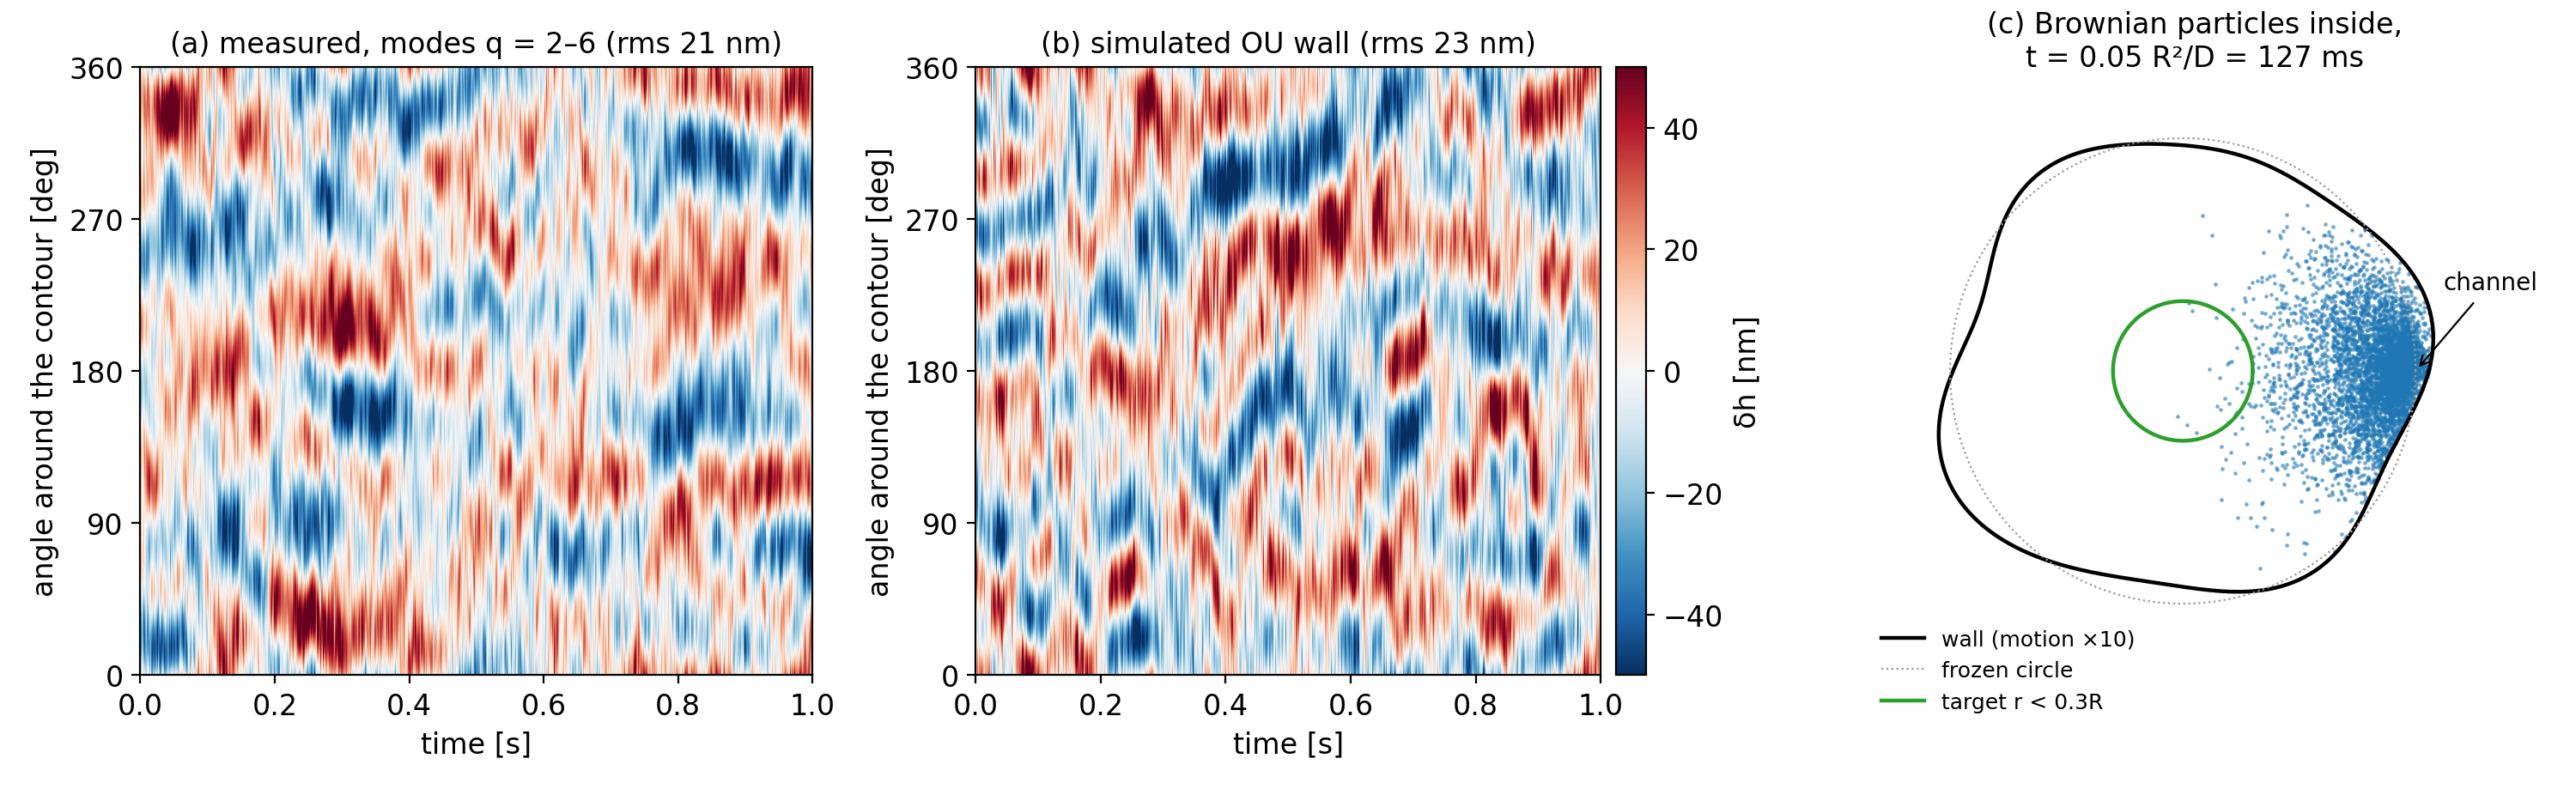 (a) measured, modes q = 2–6 (rms 21 nm)
angle around the contour [deg]
360
270
180
90
0
0.0 0.2 0.4 0.6 0.8 1.0
time [s]
(b) simulated OU wall (rms 23 nm)
angle around the contour [deg]
360
270
180
90
0
0.0 0.2 0.4 0.6 0.8 1.0
time [s]
40
20
0
−20
−40
δh [nm]
(c) Brownian particles inside,
t = 0.05 R²/D = 127 ms
channel
wall (motion ×10)
frozen circle
target r < 0.3R